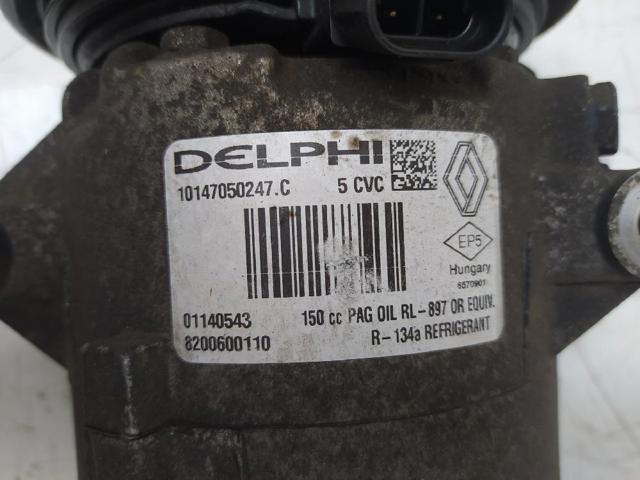 DELPHI
10147050247.C 5 CVC
EP5
Hungary
6570901
01140543 150 cc PAG OIL RL-897 OR EQUIV.
8200600110 R-134a REFRIGERANT